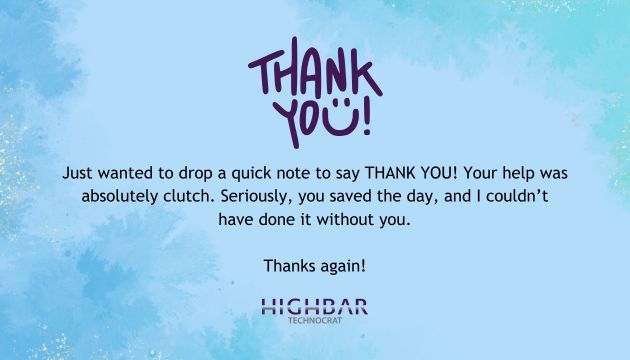 THANK
YOU!
Just wanted to drop a quick note to say THANK YOU! Your help was
absolutely clutch. Seriously, you saved the day, and I couldn’t
have done it without you.
Thanks again!
HIGHBAR
TECHNOCRAT